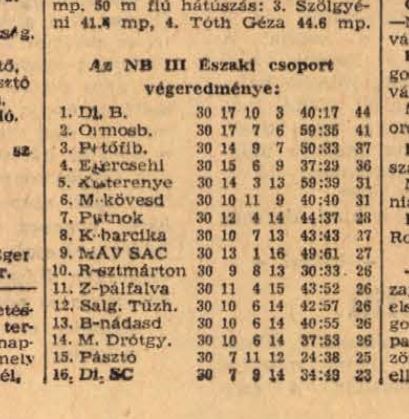 mp. 50 m fiú hátúszás: 3. Szölgyé-
ni 41.8 mp, 4. Tóth Géza 44.6 mp.
Az NB III Északi csoport
végeredménye:
1. Di. B. 30 17 10 3 40:17 44
2. Ormosb. 30 17 7 6 59:35 41
3. Petőfib. 30 14 9 7 50:33 37
4. Egercsehi 30 15 6 9 37:29 36
5. Kisterenye 30 14 3 13 59:39 31
6. M-kövesd 30 10 11 9 40:40 31
7. Putnok 30 12 4 14 44:37 28
8. K-barcika 30 10 7 13 43:43 27
9. MÁV SAC 30 13 1 16 49:61 27
10. R-sztmárton 30 9 8 13 30:33 26
11. Z-pálfalva 30 11 4 15 43:52 26
12. Salg. Tűzh. 30 10 6 14 42:57 26
13. B-nádasd 30 10 6 14 40:55 26
14. M. Drótgy. 30 10 6 14 37:53 26
15. Pásztó 30 7 11 12 24:38 25
16. Di. SC 30 7 9 14 34:49 23